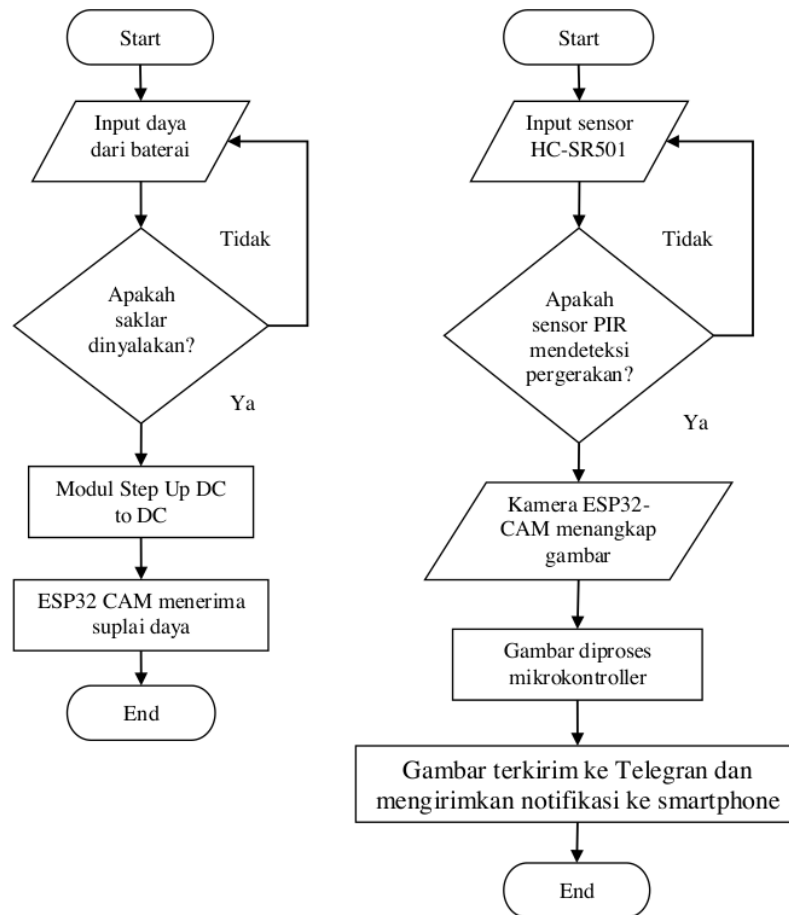 Start
Input daya
dari baterai
Tidak
Apakah
saklar
dinyalakan?
Ya
Modul Step Up DC
to DC
ESP32 CAM menerima
suplai daya
End
Start
Input sensor
HC-SR501
Tidak
Apakah
sensor PIR
mendeteksi
pergerakan?
Ya
Kamera ESP32-
CAM menangkap
gambar
Gambar diproses
mikrokontroller
Gambar terkirim ke Telegran dan
mengirimkan notifikasi ke smartphone
End